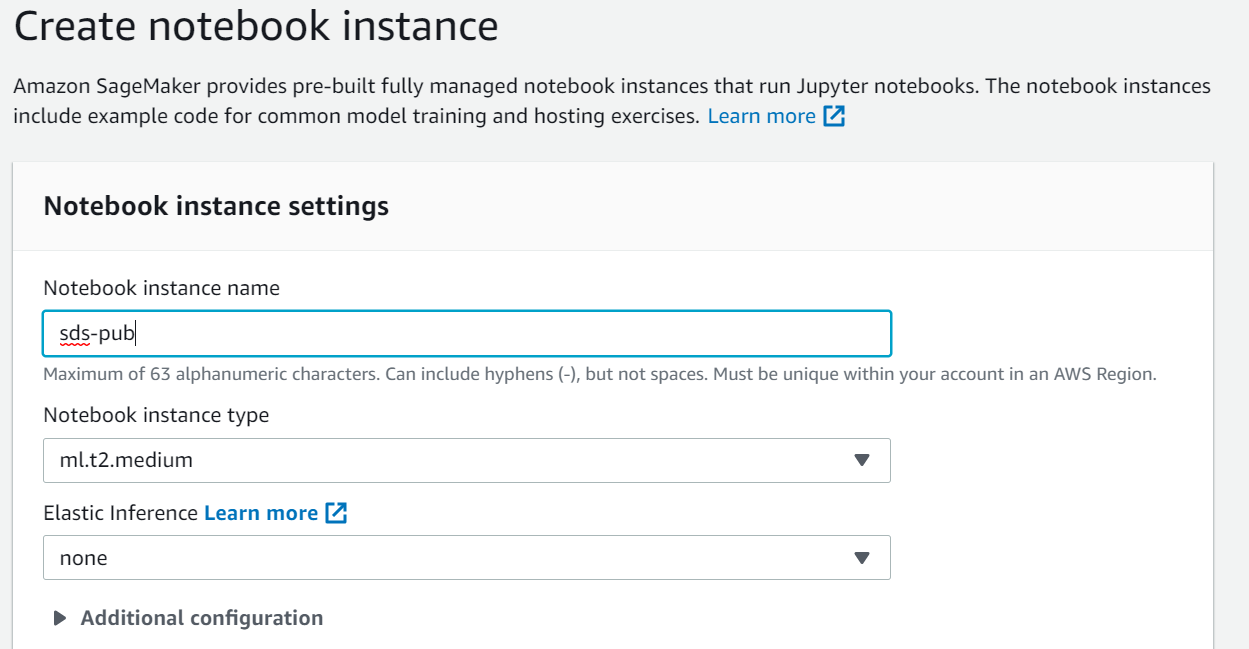 Create notebook instance
Amazon SageMaker provides pre-built fully managed notebook instances that run Jupyter notebooks. The notebook instances
include example code for common model training and hosting exercises. Learn more
Notebook instance settings
Notebook instance name
sds-pub
Maximum of 63 alphanumeric characters. Can include hyphens (-), but not spaces. Must be unique within your account in an AWS Region.
Notebook instance type
ml.t2.medium
Elastic Inference Learn more
none
Additional configuration